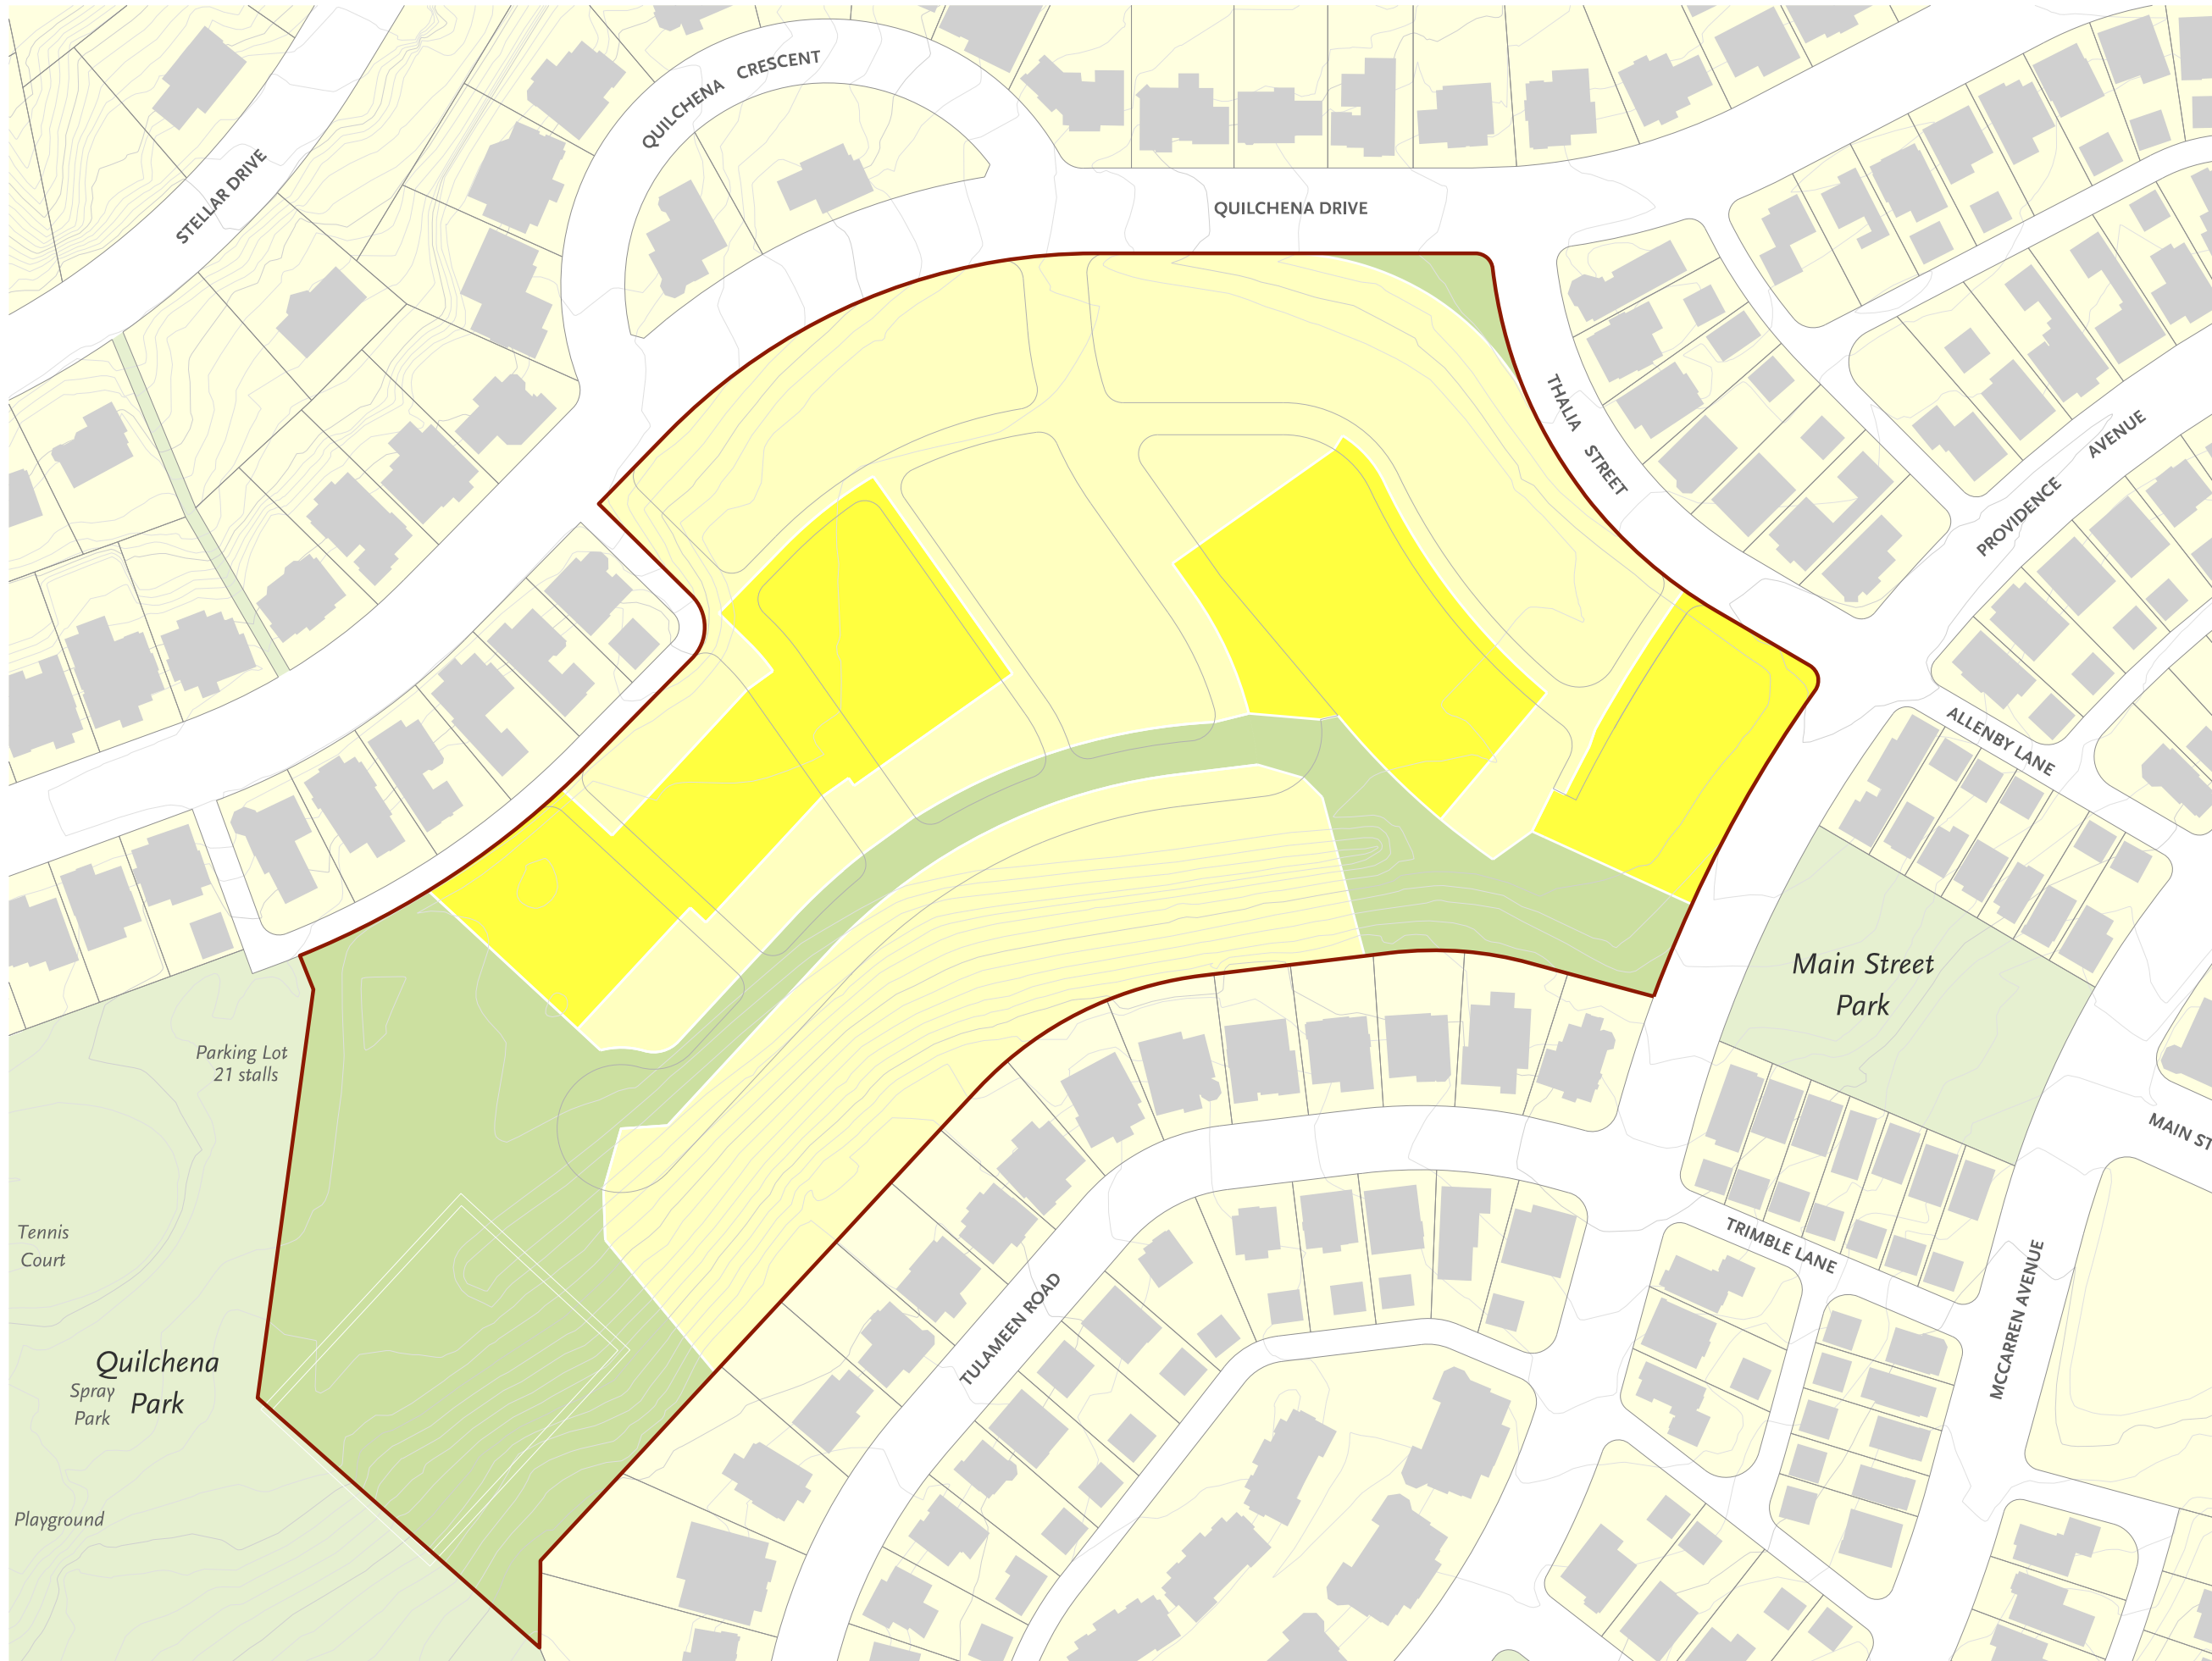 QUILCHENA CRESCENT
STELLAR DRIVE
QUILCHENA DRIVE
THALIA STREET
PROVIDENCE AVENUE
ALLENBY LANE
Main Street
Park
Parking Lot
21 stalls
MAIN ST
Tennis
Court
TRIMBLE LANE
MCCARREN AVENUE
TULAMEEN ROAD
Quilchena
Park
Spray
Park
Playground